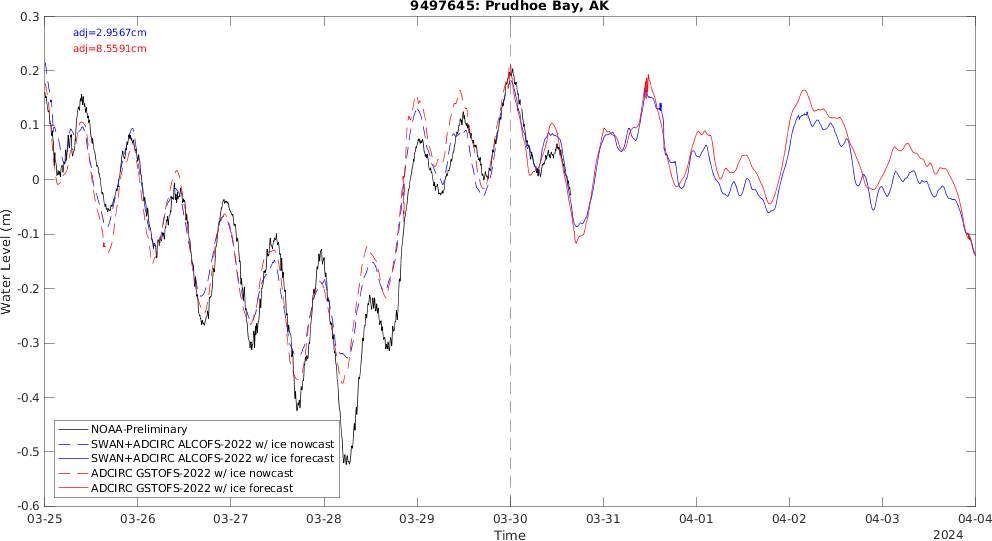 9497645: Prudhoe Bay, AK
adj=2.9567cm
adj=8.5591cm
0.3
0.2
0.1
0
-0.1
-0.2
-0.3
-0.4
-0.5
-0.6
Water Level (m)
NOAA-Preliminary
SWAN+ADCIRC ALCOFS-2022 w/ ice nowcast
SWAN+ADCIRC ALCOFS-2022 w/ ice forecast
ADCIRC GSTOFS-2022 w/ ice nowcast
ADCIRC GSTOFS-2022 w/ ice forecast
03-25 03-26 03-27 03-28 03-29 03-30 03-31 04-01 04-02 04-03 04-04
Time
2024